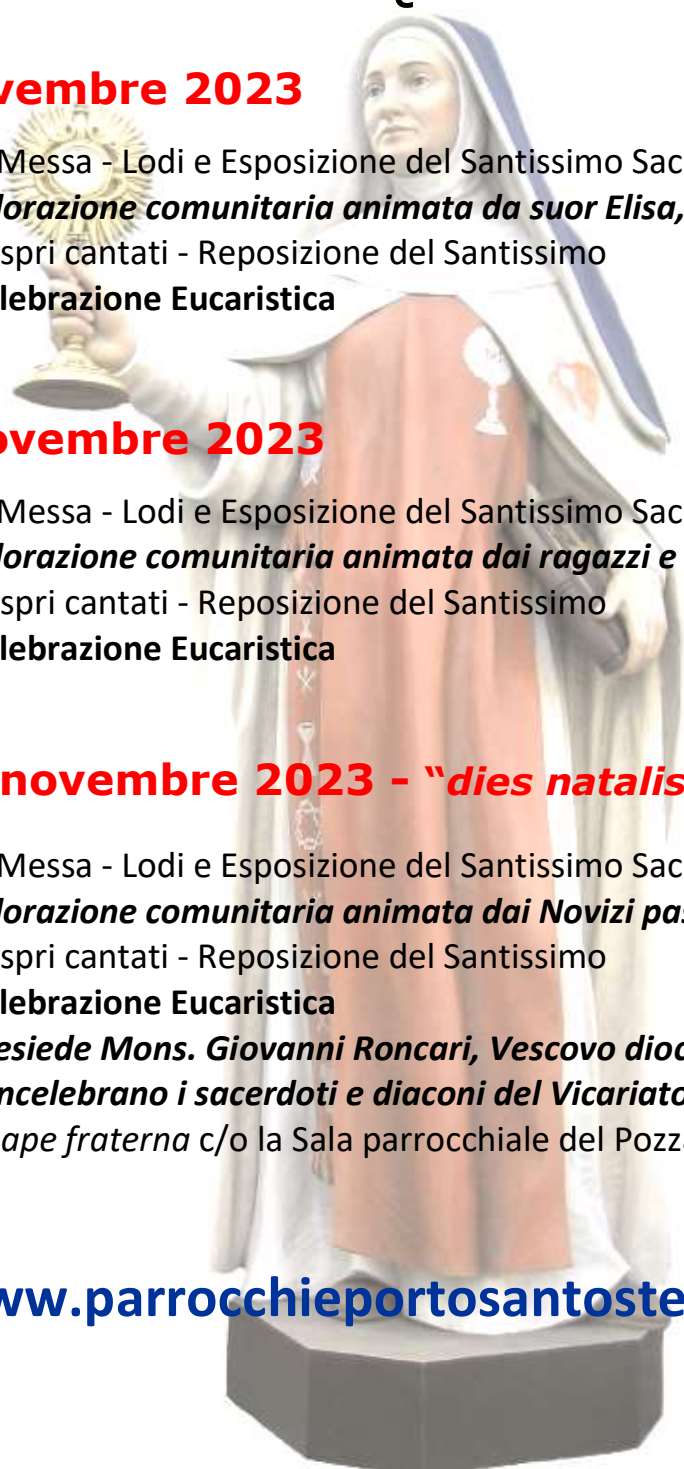 vembre 2023
Messa - Lodi e Esposizione del Santissimo Sac
lorazione comunitaria animata da suor Elisa,
spri cantati - Reposizione del Santissimo
lebrazione Eucaristica
ovembre 2023
Messa - Lodi e Esposizione del Santissimo Sac
lorazione comunitaria animata dai ragazzi e
spri cantati - Reposizione del Santissimo
lebrazione Eucaristica
novembre 2023 - “dies natalis
Messa - Lodi e Esposizione del Santissimo Sac
lorazione comunitaria animata dai Novizi pas
spri cantati - Reposizione del Santissimo
lebrazione Eucaristica
esiede Mons. Giovanni Roncari, Vescovo dioc
ncelebrano i sacerdoti e diaconi del Vicariato
ape fraterna c/o la Sala parrocchiale del Pozza
ww.parrocchieportosantoste